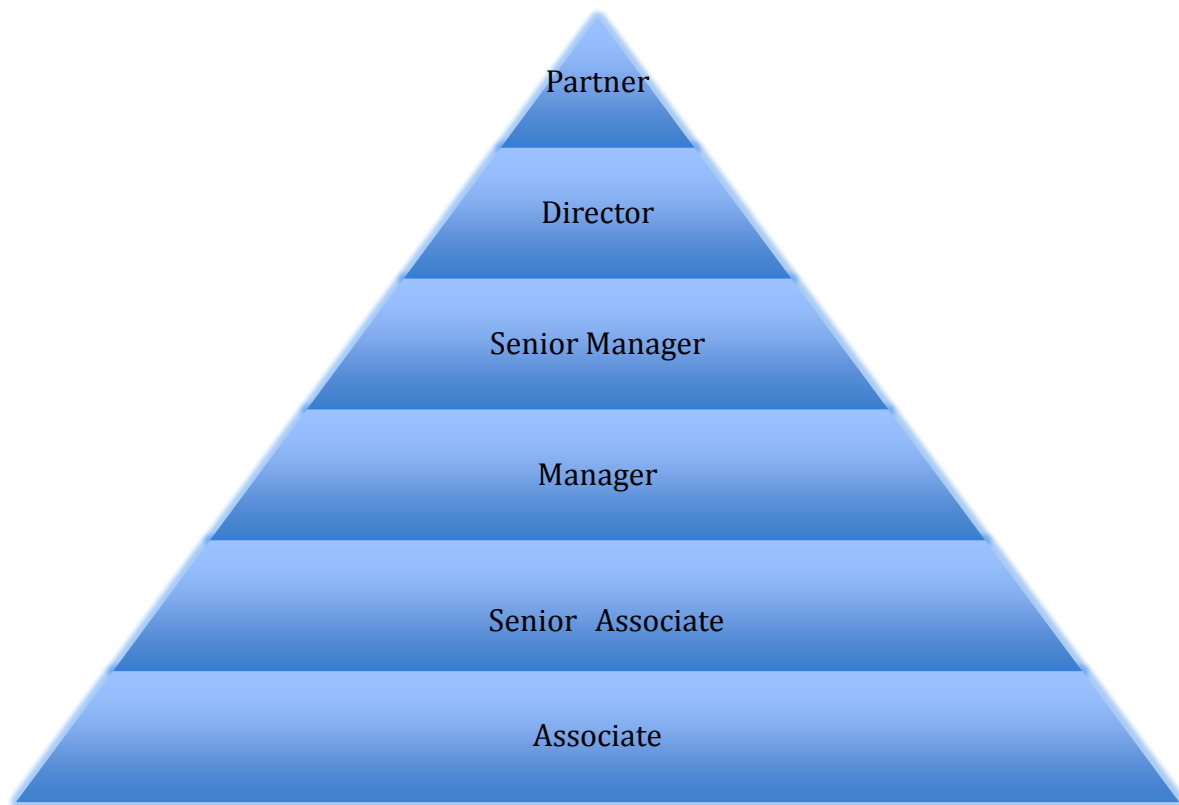 Partner
Director
Senior Manager
Manager
Senior Associate
Associate